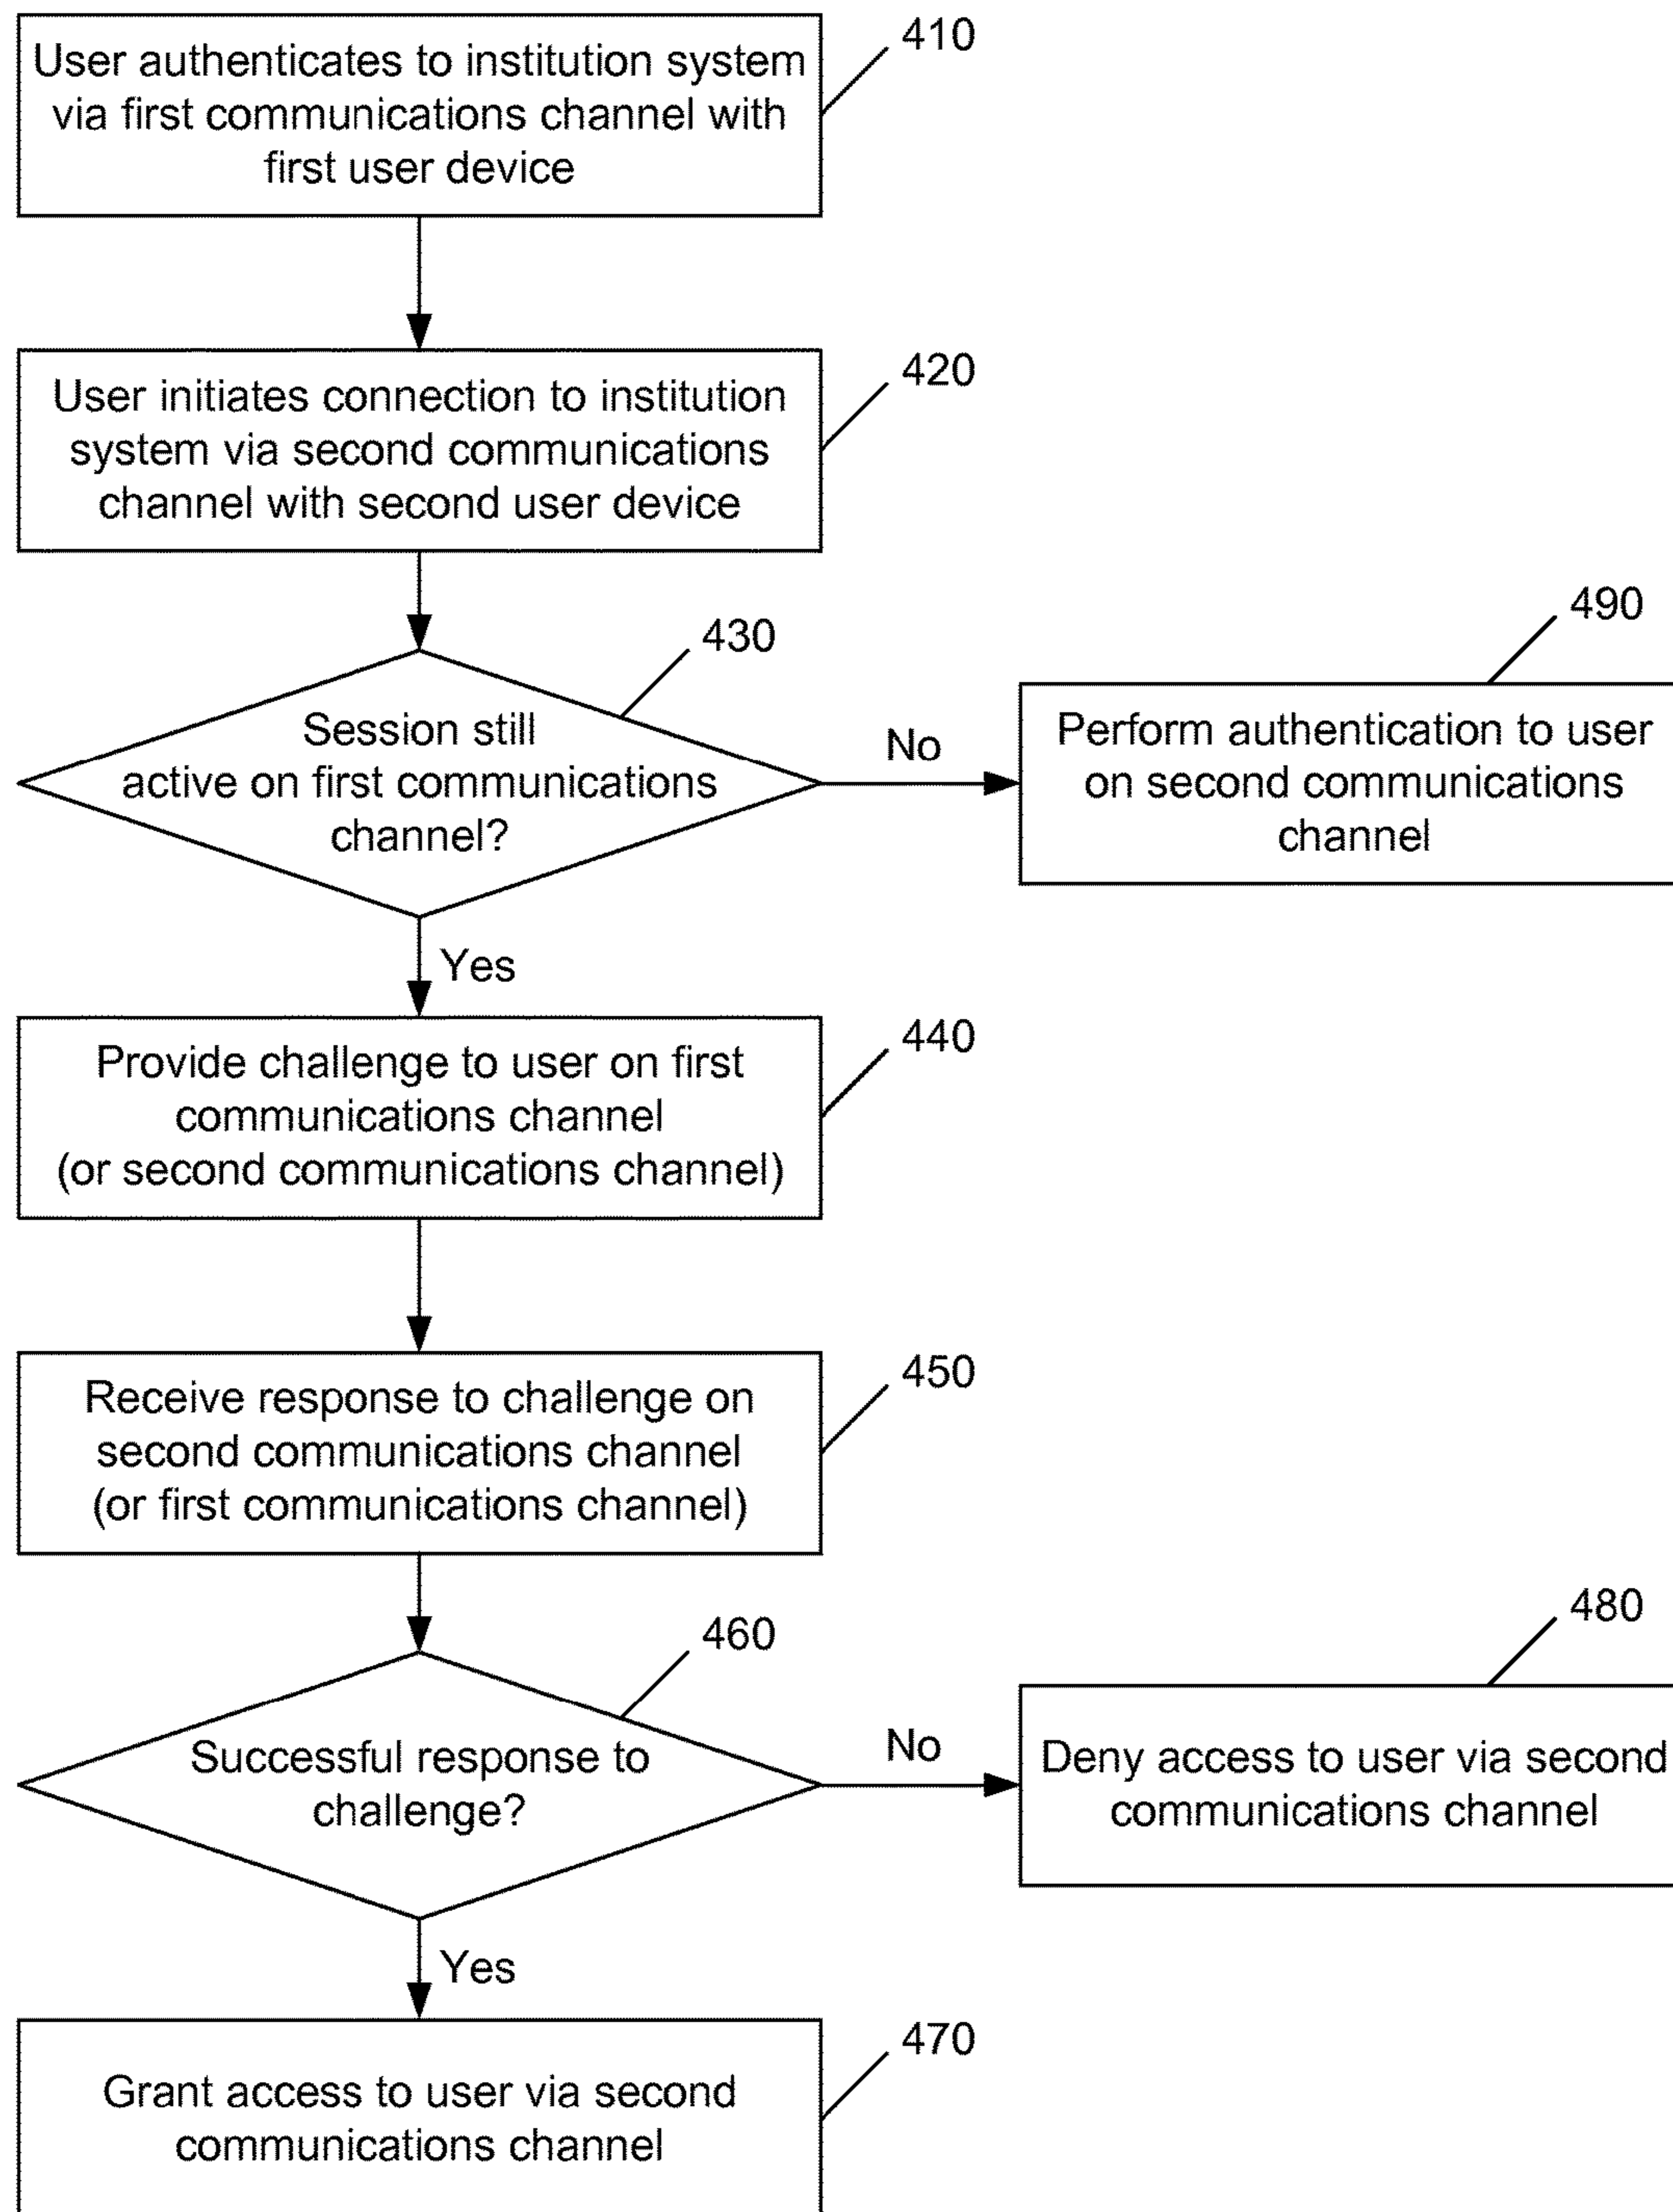 User authenticates to institution system
via first communications channel with
first user device
410
User initiates connection to institution
system via second communications
channel with second user device
420
Session still
active on first communications
channel?
430
No
Perform authentication to user
on second communications
channel
490
Yes
Provide challenge to user on first
communications channel
(or second communications channel)
440
Receive response to challenge on
second communications channel
(or first communications channel)
450
Successful response to
challenge?
460
No
Deny access to user via second
communications channel
480
Yes
Grant access to user via second
communications channel
470